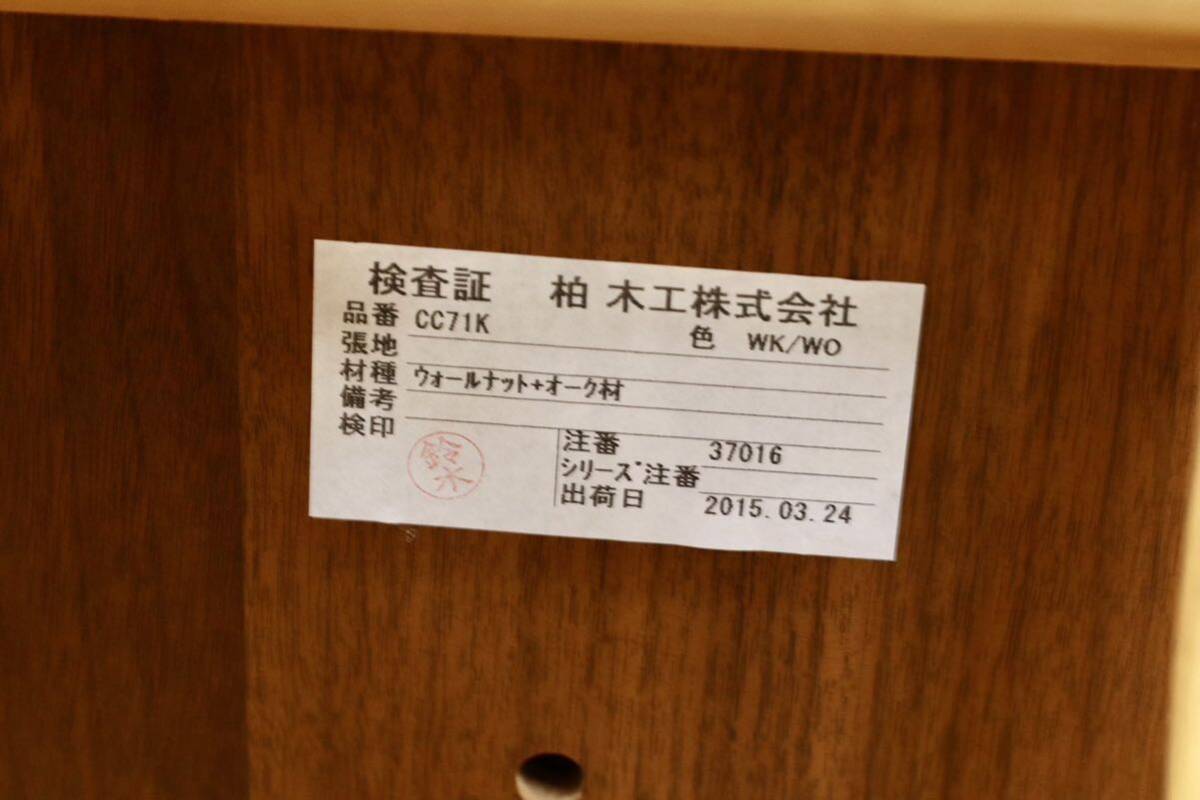 検査証 柏 木工株式会社
品番 CC71K 色 WK/WO
張地
材種 ウォールナット+オーク材
備考
検印 鈴木
注番 37016
シリーズ注番
出荷日 2015.03.24